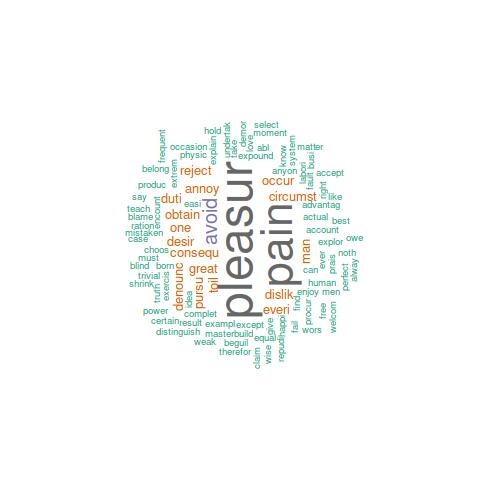 select
hold
undertak
demor
love
moment
frequent
occasion
explain
take
abl
know
system
matter
physic
expound
busi
belong
extrem
reject
anyon
labori
fault
accept
produc
annoy
occur
right
say
encount
duti
easi
avoid
pleasur
pain
circumst
like
teach
obtain
advantag
blame
ration
one
actual
best
mistaken
account
case
desir
man
explor
owe
choos
consequ
ever
prais
noth
must
great
can
perfect
alway
blind
born
trivial
exercis
denounc
toil
human
shrink
truth
idea
pursu
dislik
enjoy
men
find
procur
free
welcom
power
complet
everi
certain
result
exampl
except
give
happi
fail
wors
distinguish
masterbuild
equal
weak
beguil
therefor
claim
wise
repudi